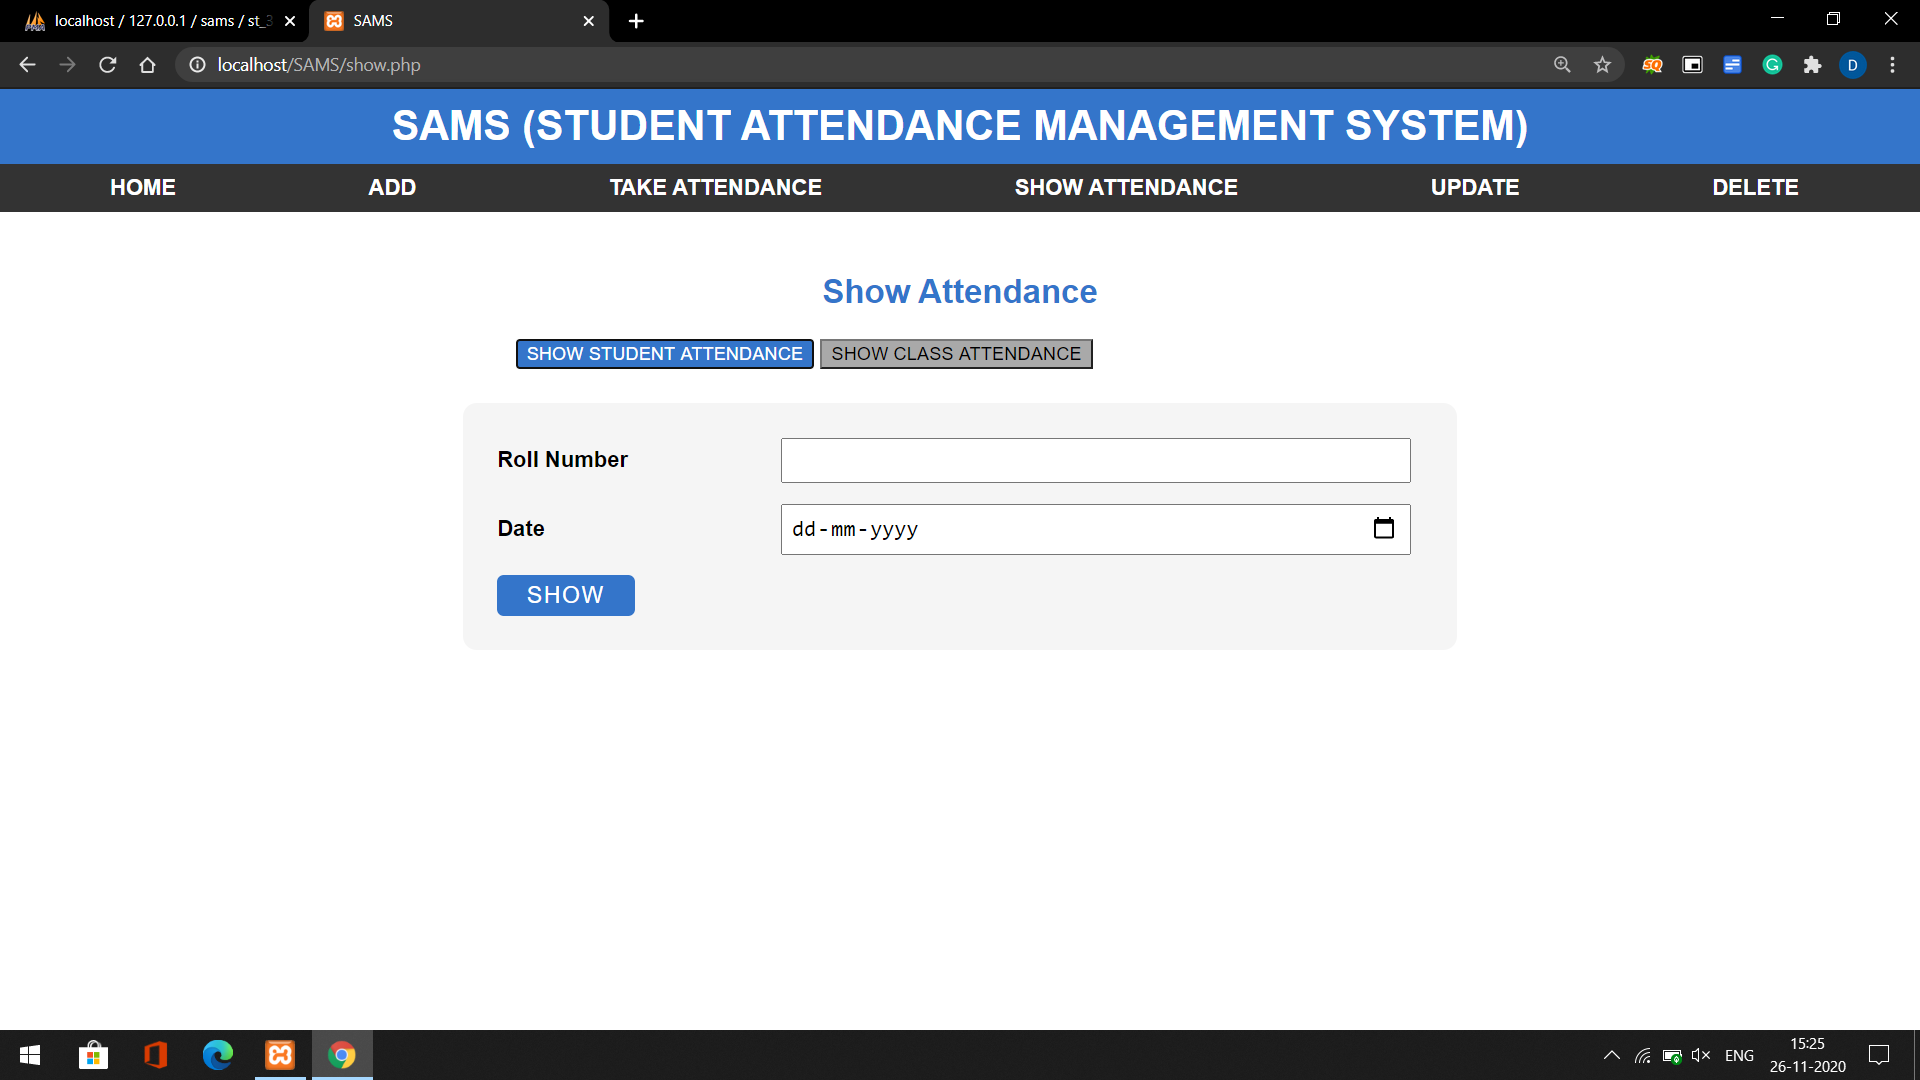 localhost / 127.0.0.1 / sams / st_3
SAMS
localhost/SAMS/show.php
D
SAMS (STUDENT ATTENDANCE MANAGEMENT SYSTEM)
HOME ADD TAKE ATTENDANCE SHOW ATTENDANCE UPDATE DELETE
Show Attendance
SHOW STUDENT ATTENDANCE SHOW CLASS ATTENDANCE
Roll Number
Date dd-mm-yyyy
SHOW
ENG
15:25
26-11-2020